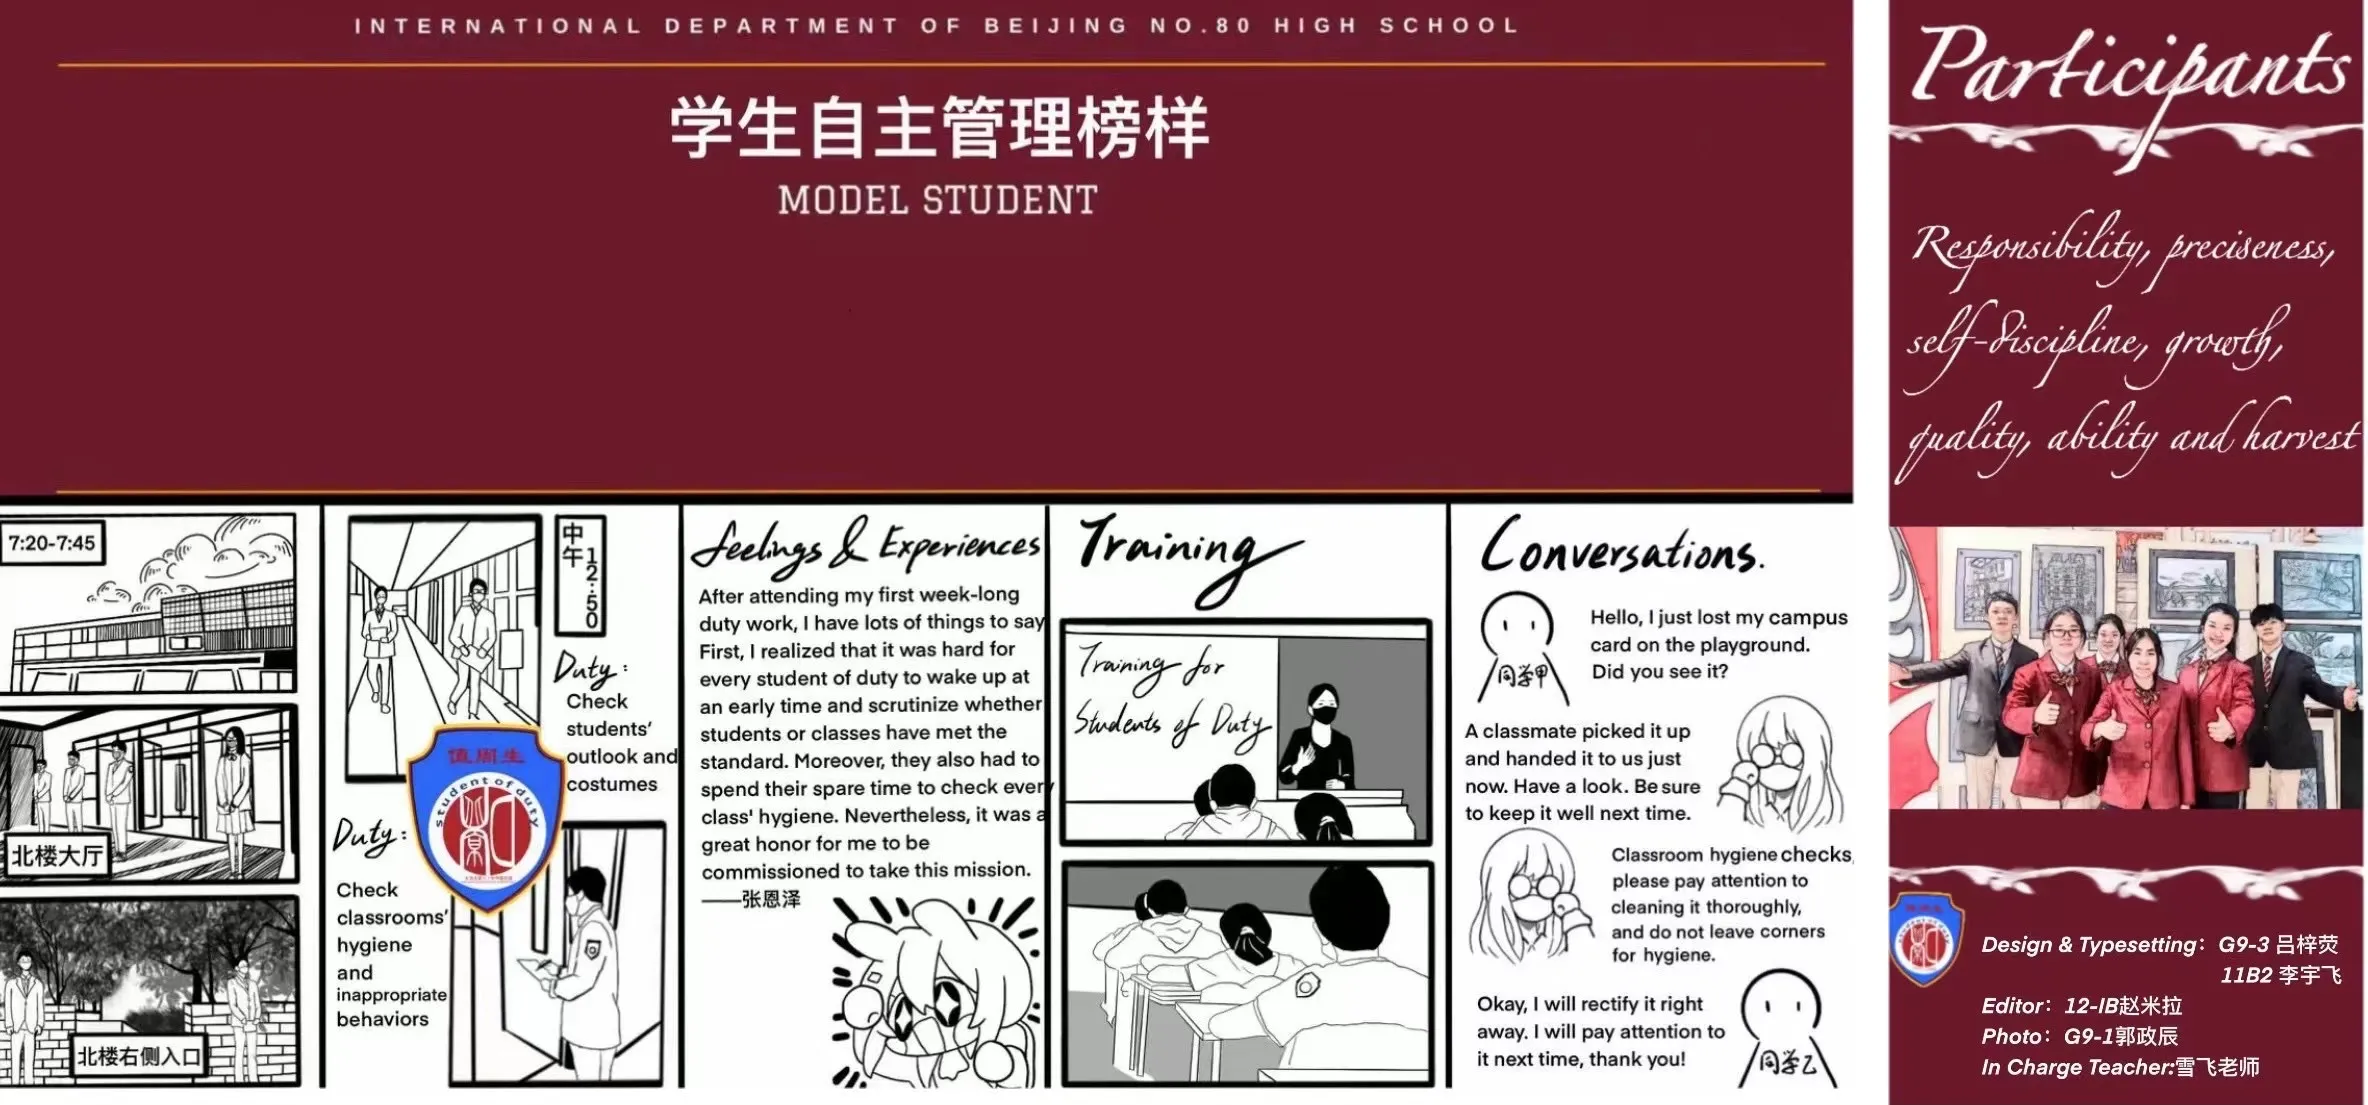 INTERNATIONAL DEPARTMENT OF BEIJING NO.80 HIGH SCHOOL
学生自主管理榜样
MODEL STUDENT
7:20-7:45
北楼大厅
北楼右侧入口
中午
12:50
Duty:
Check
students'
outlook and
costumes
值周生
student of duty
Duty:
Check
classrooms'
hygiene
and
inappropriate
behaviors
Feelings & Experiences
After attending my first week-long
duty work, I have lots of things to say
First, I realized that it was hard for
every student of duty to wake up at
an early time and scrutinize whether
students or classes have met the
standard. Moreover, they also had to
spend their spare time to check every
class' hygiene. Nevertheless, it was a
great honor for me to be
commissioned to take this mission.
——张恩泽
Training
Training for
Students of Duty
Conversations.
Hello, I just lost my campus
card on the playground.
Did you see it?
同学甲
A classmate picked it up
and handed it to us just
now. Have a look. Be sure
to keep it well next time.
Classroom hygiene checks,
please pay attention to
cleaning it thoroughly,
and do not leave corners
for hygiene.
Okay, I will rectify it right
away. I will pay attention to
it next time, thank you!
同学乙
Participants
Responsibility, preciseness,
self-discipline, growth,
quality, ability and harvest
Design & Typesetting：G9-3 吕梓荧
11B2 李宇飞
Editor：12-IB赵米拉
Photo：G9-1郭政辰
In Charge Teacher:雪飞老师